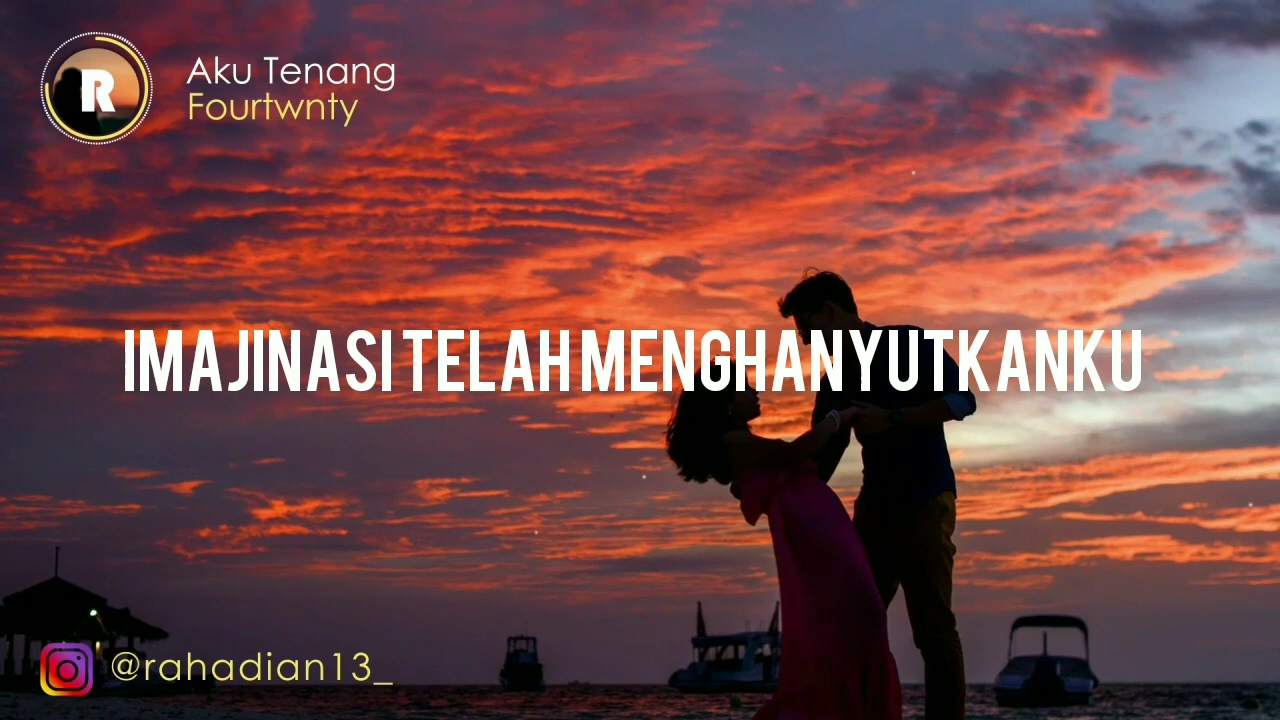 R
Aku Tenang
Fourtwnty
IMAJINASI TELAH MENGHANYUTKANKU
@rahadian13_